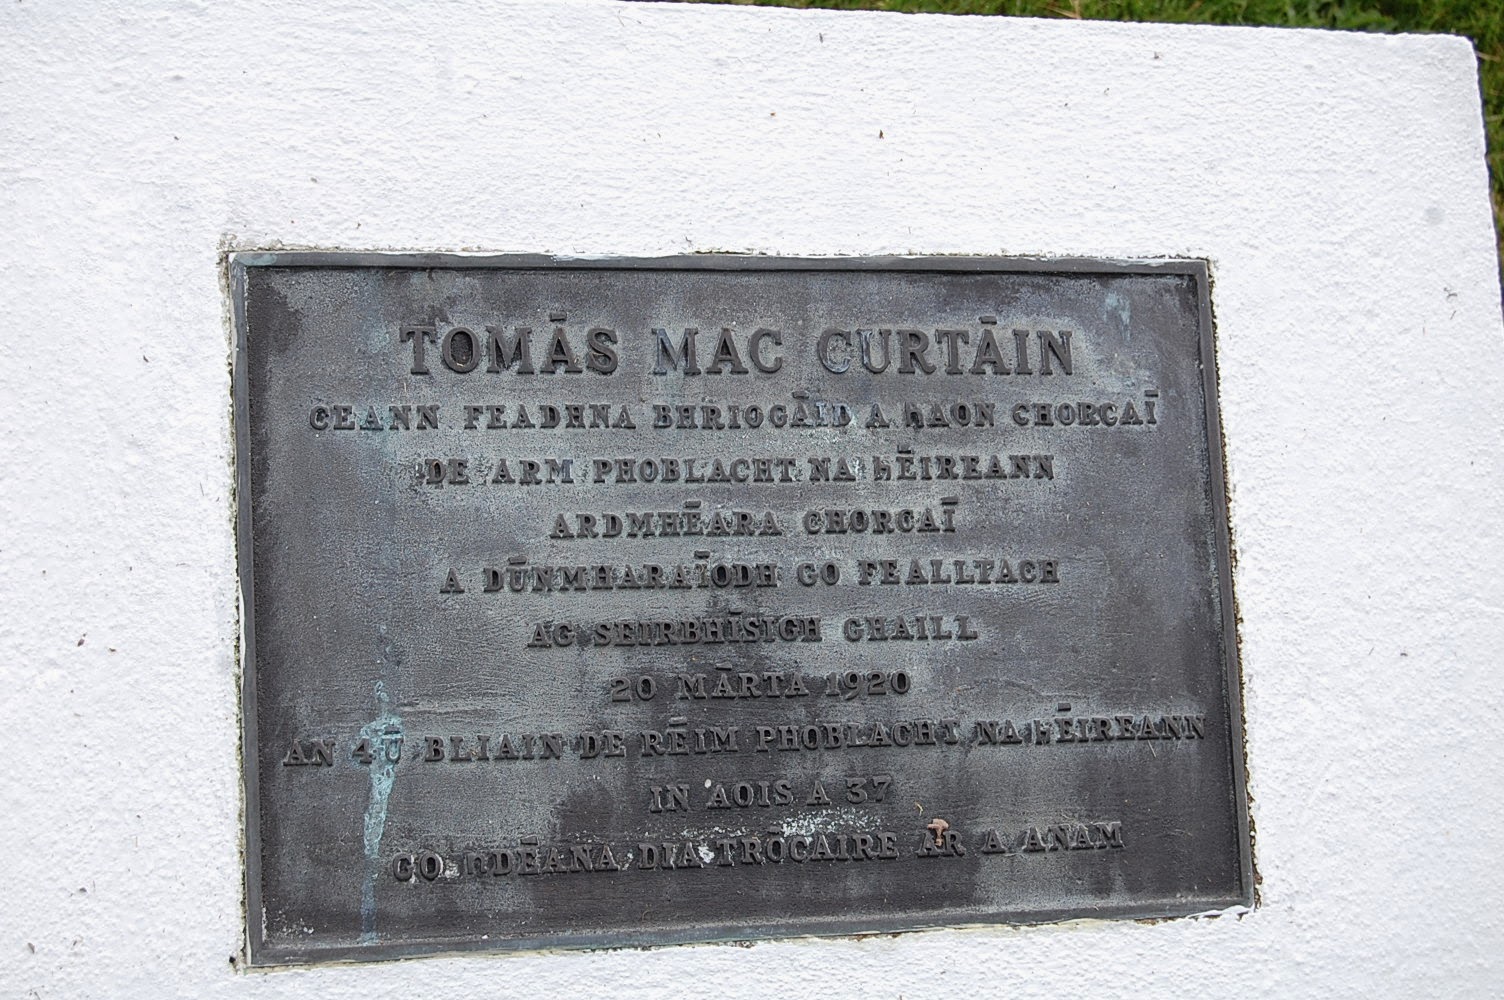 TOMĀS MAC CURTĀIN
CEANN FEADHNA BHRIOGĀID A hAON CHORCAĪ
DE ARM PHOBLACHT NA hĒIREANN
ARDMHĒARA CHORCAĪ
A DŪNMHARAĪODH GO FEALLTACH
AG SEIRBHĪSIGH GHAILL
20 MĀRTA 1920
AN 4Ū BLIAIN DE RĒIM PHOBLACHT NA hĒIREANN
IN AOIS A 37
GO nDĒANA DIA TRŌCAIRE AR A ANAM